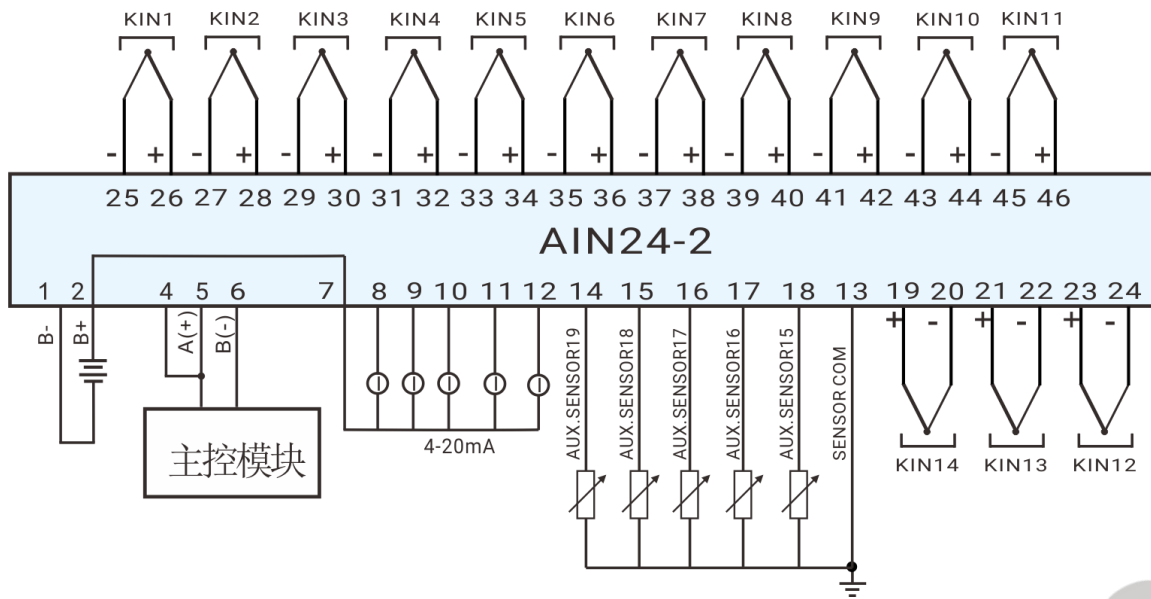 KIN1 KIN2 KIN3 KIN4 KIN5 KIN6 KIN7 KIN8 KIN9 KIN10 KIN11
- + - + - + - + - + - + - + - + - + - + - +
25 26 27 28 29 30 31 32 33 34 35 36 37 38 39 40 41 42 43 44 45 46
AIN24-2
1 2 4 5 6 7 8 9 10 11 12 14 15 16 17 18 13 19 20 21 22 23 24
+ - + - + -
B-
B+
A(+)
B(-)
AUX.SENSOR19
AUX.SENSOR18
AUX.SENSOR17
AUX.SENSOR16
AUX.SENSOR15
SENSOR COM
4-20mA
主控模块
KIN14 KIN13 KIN12